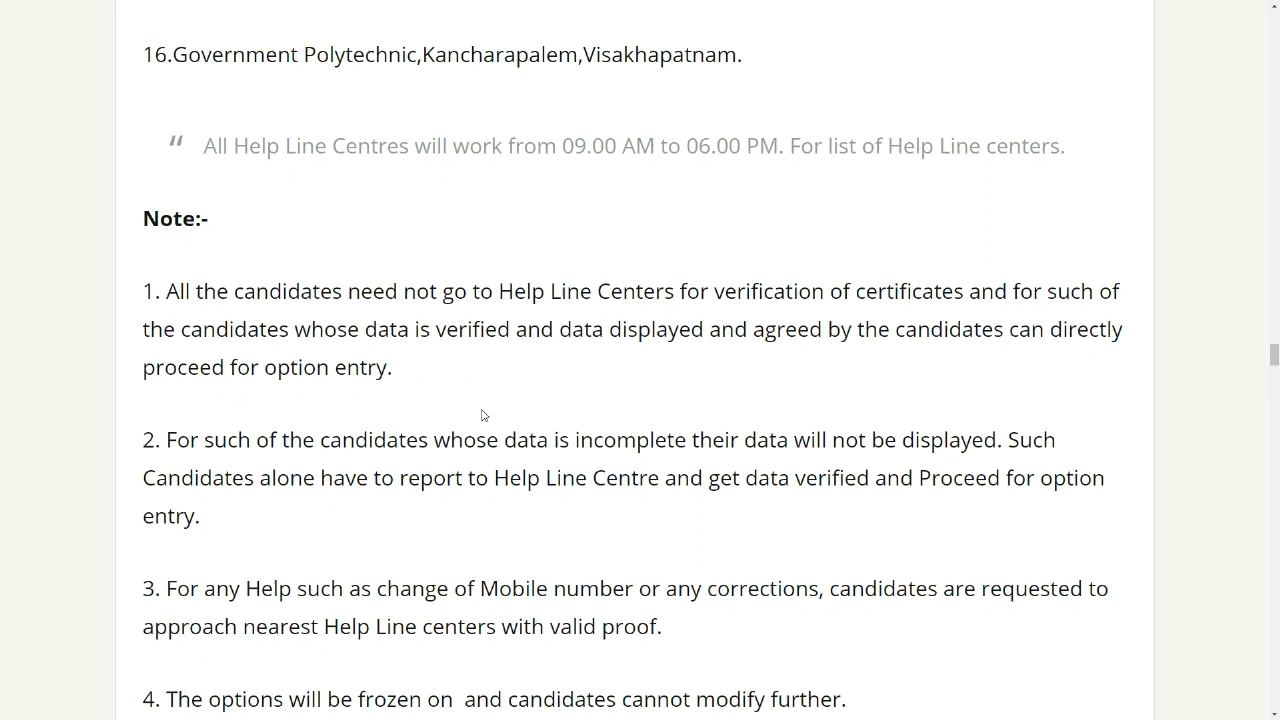 16.Government Polytechnic,Kancharapalem,Visakhapatnam.
“ All Help Line Centres will work from 09.00 AM to 06.00 PM. For list of Help Line centers.
Note:-
1. All the candidates need not go to Help Line Centers for verification of certificates and for such of
the candidates whose data is verified and data displayed and agreed by the candidates can directly
proceed for option entry.
2. For such of the candidates whose data is incomplete their data will not be displayed. Such
Candidates alone have to report to Help Line Centre and get data verified and Proceed for option
entry.
3. For any Help such as change of Mobile number or any corrections, candidates are requested to
approach nearest Help Line centers with valid proof.
4. The options will be frozen on  and candidates cannot modify further.